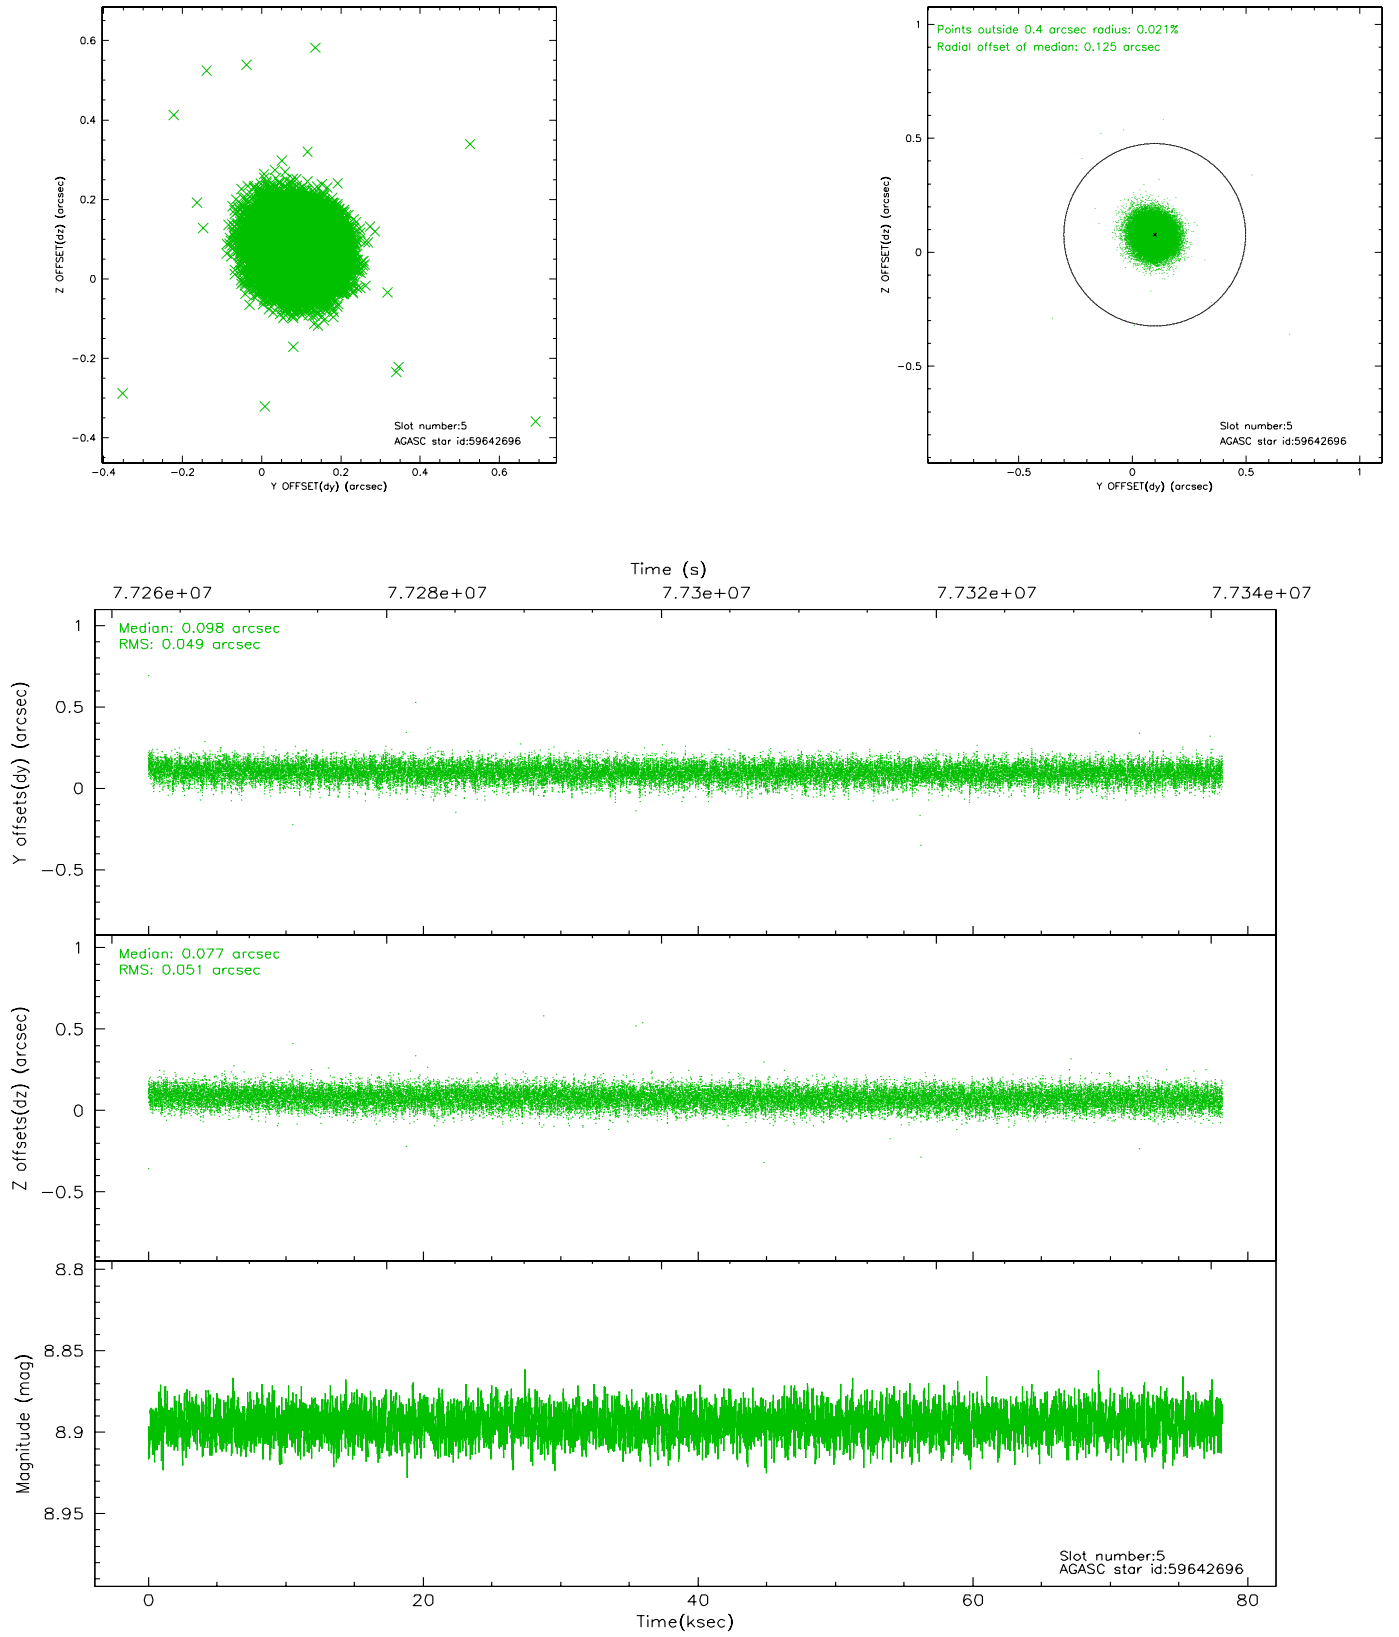 0.6
0.4
0.2
0
−0.2
−0.4
Z OFFSET(dz) (arcsec)
−0.4 −0.2 0 0.2 0.4 0.6
Y OFFSET(dy) (arcsec)
Slot number:5
AGASC star id:59642696
Points outside 0.4 arcsec radius: 0.021%
Radial offset of median: 0.125 arcsec
1
0.5
0
−0.5
Z OFFSET(dz) (arcsec)
−0.5 0 0.5 1
Y OFFSET(dy) (arcsec)
Slot number:5
AGASC star id:59642696
Time (s)
7.726e+07 7.728e+07 7.73e+07 7.732e+07 7.734e+07
Median: 0.098 arcsec
RMS: 0.049 arcsec
1
0.5
0
−0.5
Y offsets(dy) (arcsec)
Median: 0.077 arcsec
RMS: 0.051 arcsec
1
0.5
0
−0.5
Z offsets(dz) (arcsec)
8.8
8.85
8.9
8.95
Magnitude (mag)
Slot number:5
AGASC star id:59642696
0 20 40 60 80
Time(ksec)